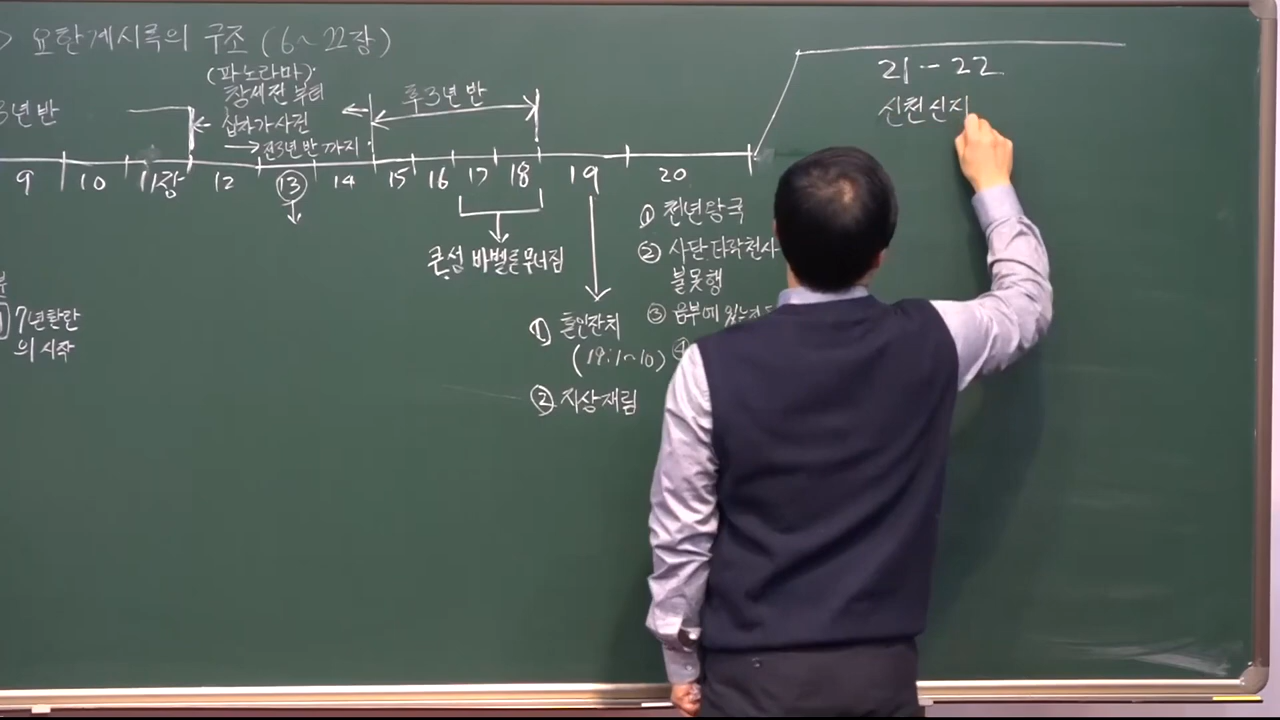 > 요한계시록의 구조 (6~22장)
(파노라마)
창세전 부터
십자가 사건
전3년 반 까지
3년 반
후3년 반
21-22
신천신지
9 10 11장 12 13 14 15 16 17 18 19 20
큰성 바벨론 무너짐
① 혼인잔치
(19:1~10)
② 지상재림
① 천년왕국
② 사단 타락천사
불못행
③ 음부에 있는
④
7년환란
의 시작